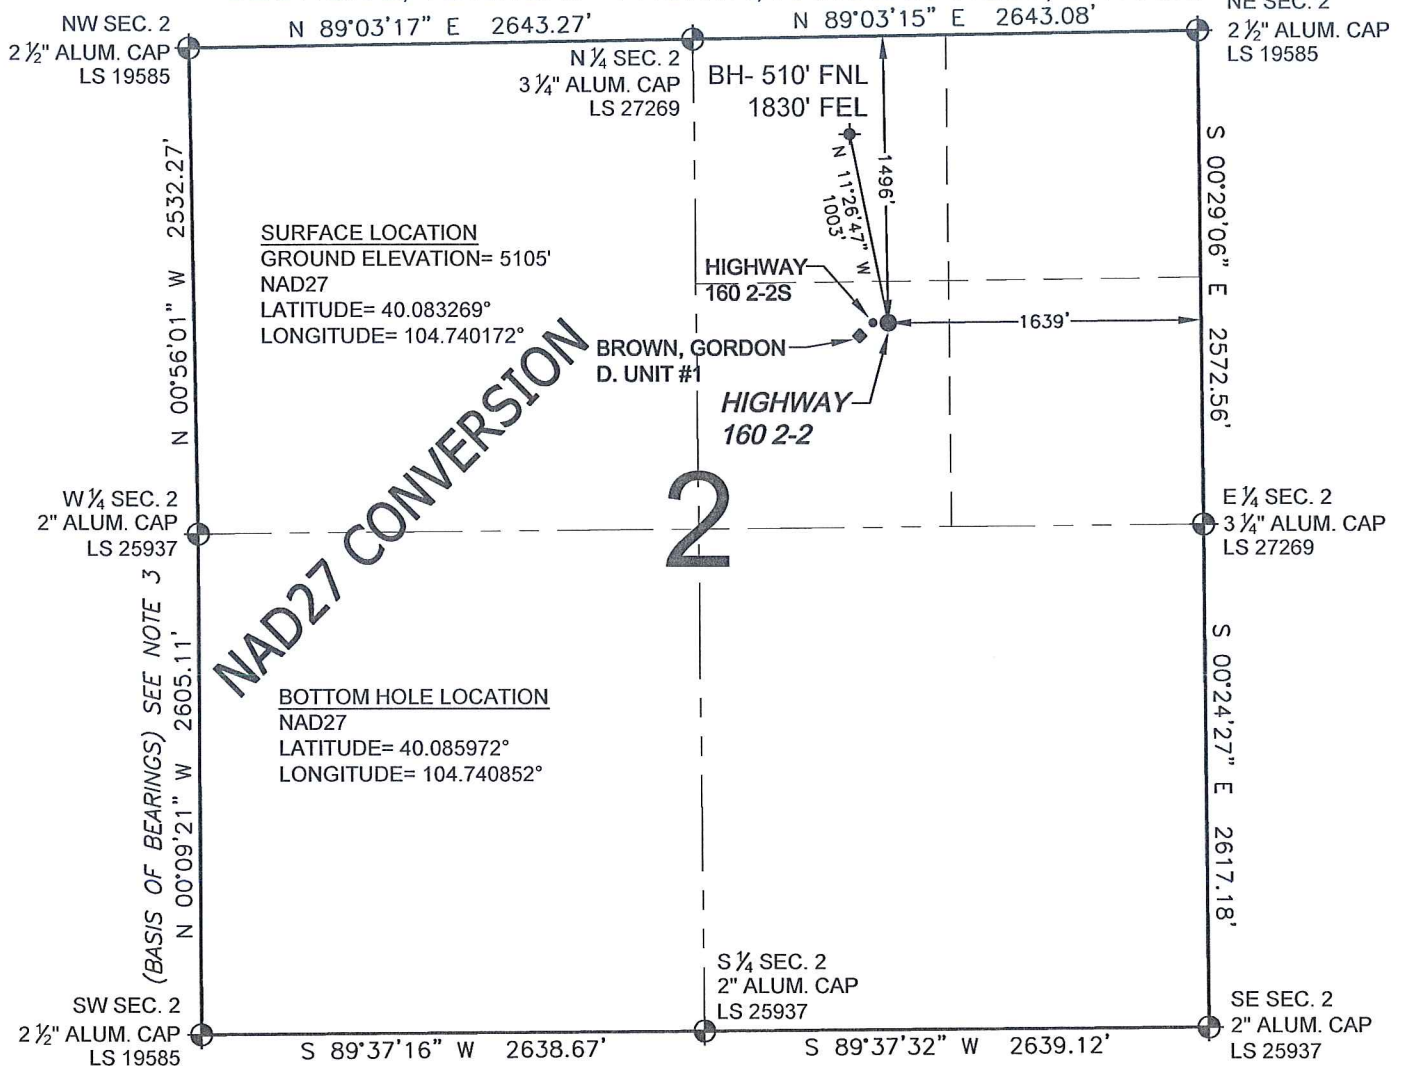 NW SEC. 2
2 ½" ALUM. CAP
LS 19585
N 89°03'17" E 2643.27'
N ¼ SEC. 2
3 ¼" ALUM. CAP
LS 27269
N 89°03'15" E 2643.08'
NE SEC. 2
2 ½" ALUM. CAP
LS 19585
BH- 510' FNL
1830' FEL
N 11°26'47" W
1003'
1496'
1639'
HIGHWAY
160 2-2S
BROWN, GORDON
D. UNIT #1
HIGHWAY
160 2-2
SURFACE LOCATION
GROUND ELEVATION= 5105'
NAD27
LATITUDE= 40.083269°
LONGITUDE= 104.740172°
N 00°56'01" W 2532.27'
S 00°29'06" E 2572.56'
NAD27 CONVERSION
2
W ¼ SEC. 2
2" ALUM. CAP
LS 25937
E ¼ SEC. 2
3 ¼" ALUM. CAP
LS 27269
BOTTOM HOLE LOCATION
NAD27
LATITUDE= 40.085972°
LONGITUDE= 104.740852°
(BASIS OF BEARINGS) SEE NOTE 3
N 00°09'21" W 2605.11'
S 00°24'27" E 2617.18'
SW SEC. 2
2 ½" ALUM. CAP
LS 19585
S 89°37'16" W 2638.67'
S ¼ SEC. 2
2" ALUM. CAP
LS 25937
S 89°37'32" W 2639.12'
SE SEC. 2
2" ALUM. CAP
LS 25937